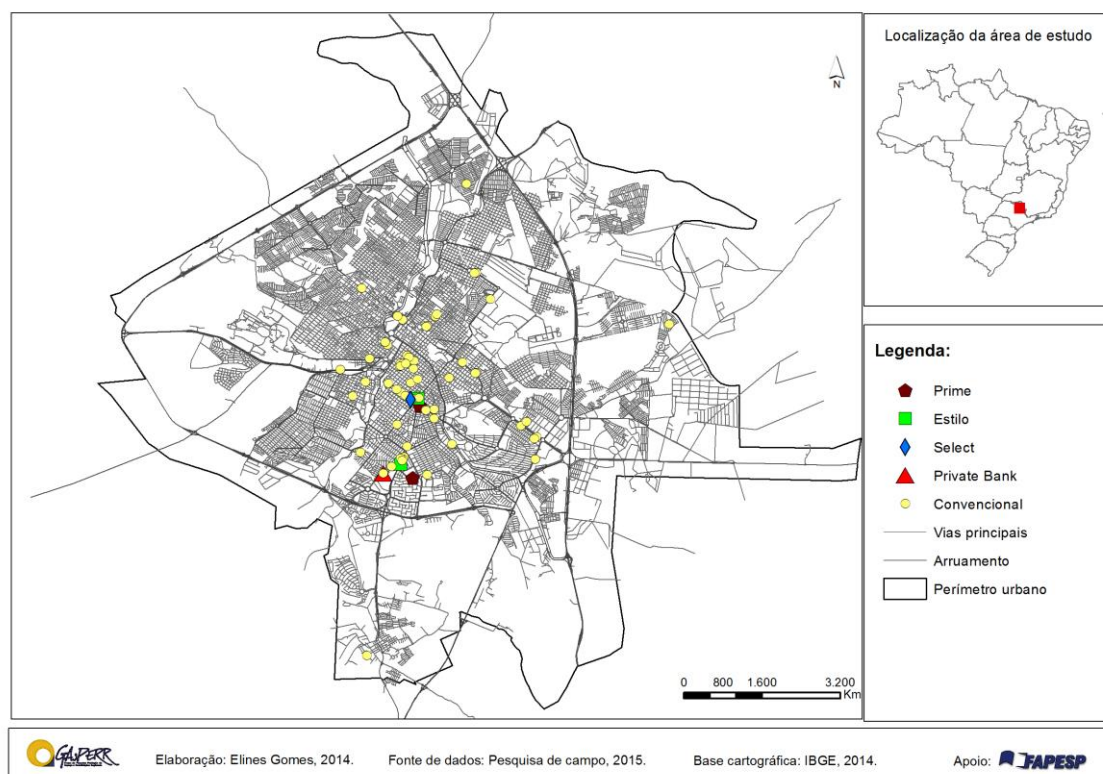 Localização da área de estudo
N
Legenda:
Prime
Estilo
Select
Private Bank
Convencional
Vias principais
Arruamento
Perímetro urbano
0 800 1.600 3.200
Km
GAsPERR
Elaboração: Elines Gomes, 2014. Fonte de dados: Pesquisa de campo, 2015. Base cartográfica: IBGE, 2014. Apoio: FAPESP